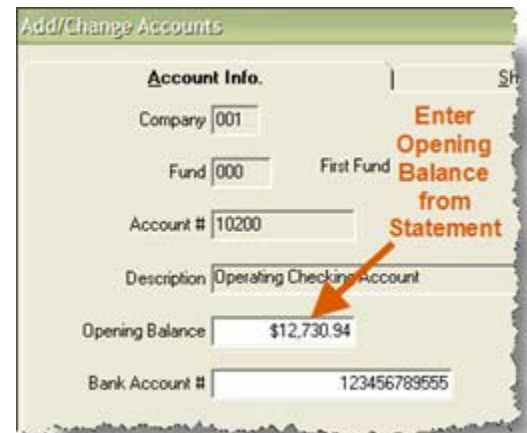 Add/Change Accounts
Account Info.
Sh
Company 001
Fund 000 First Fund
Account # 10200
Description Operating Checking Account
Opening Balance $12,730.94
Bank Account # 123456789555
Enter
Opening
Balance
from
Statement